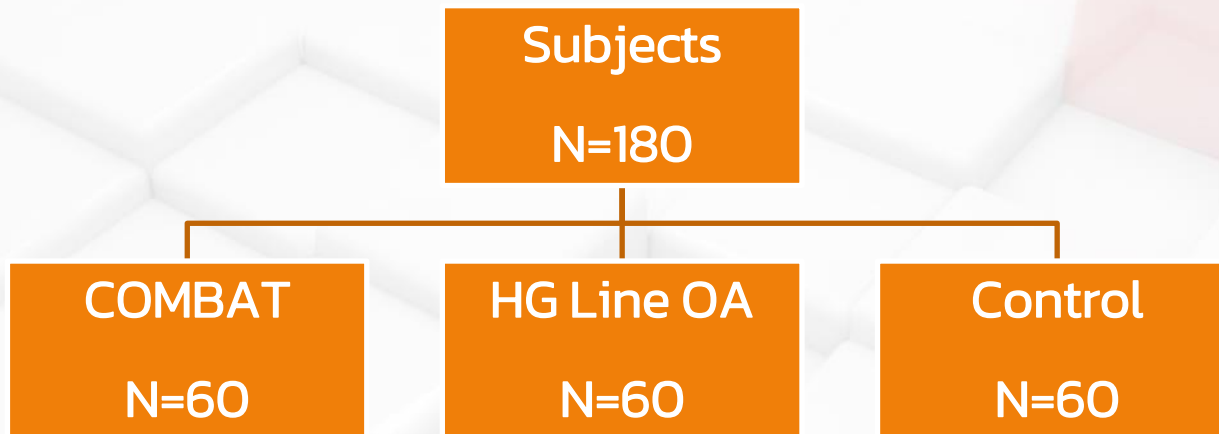 Subjects
N=180
COMBAT
N=60
HG Line OA
N=60
Control
N=60